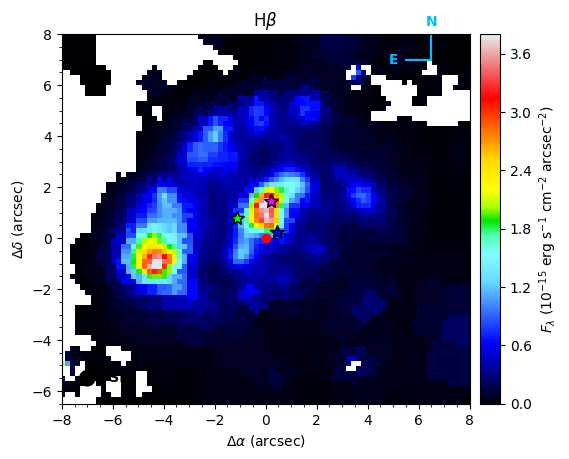 Hβ
N
E
8
6
4
2
0
−2
−4
−6
Δδ (arcsec)
−8 −6 −4 −2 0 2 4 6 8
Δα (arcsec)
3.6
3.0
2.4
1.8
1.2
0.6
0.0
F_λ (10⁻¹⁵ erg s⁻¹ cm⁻² arcsec⁻²)